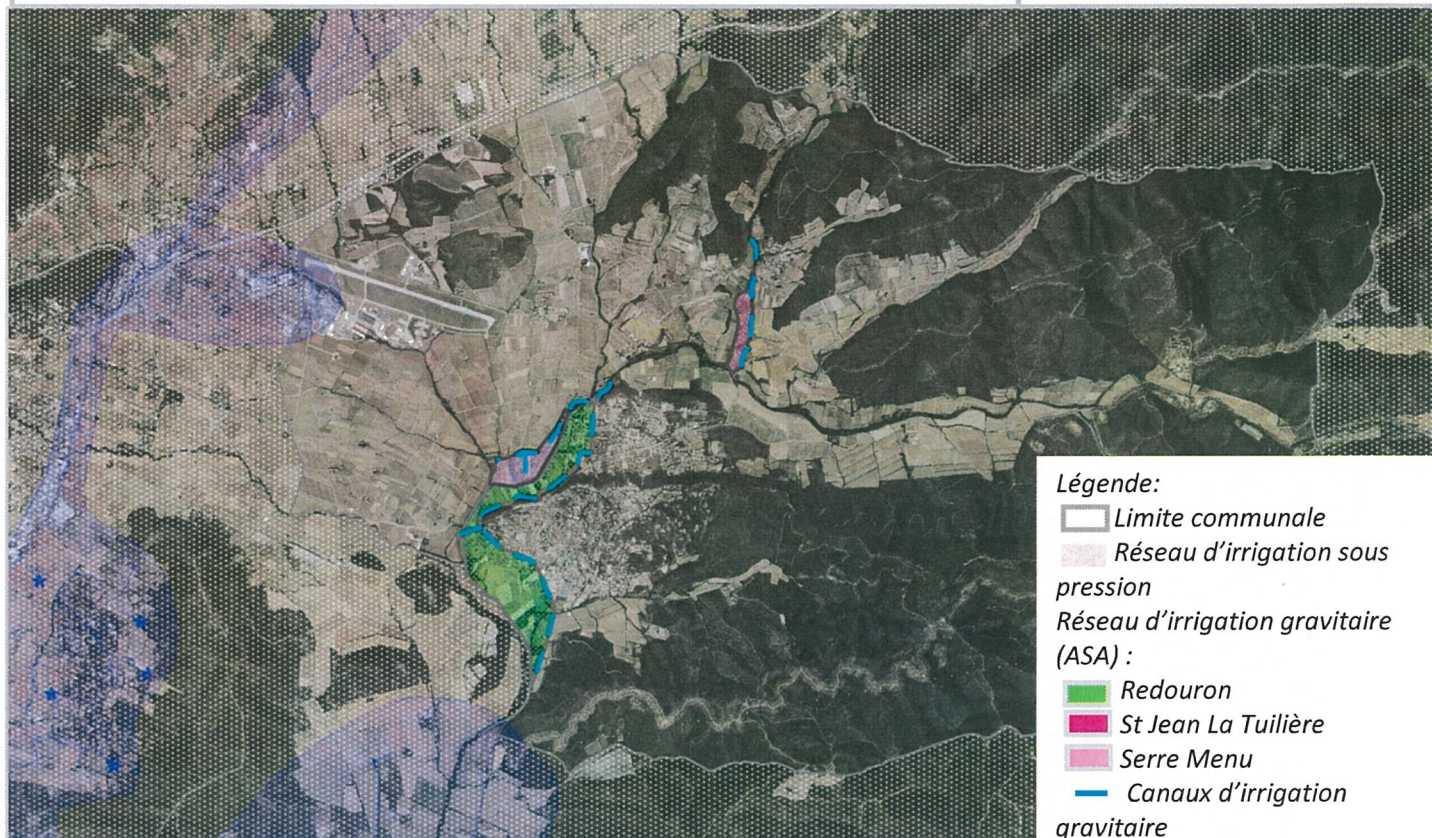 Légende:
Limite communale
Réseau d'irrigation sous
pression
Réseau d'irrigation gravitaire
(ASA) :
Redouron
St Jean La Tuilière
Serre Menu
Canaux d'irrigation
gravitaire